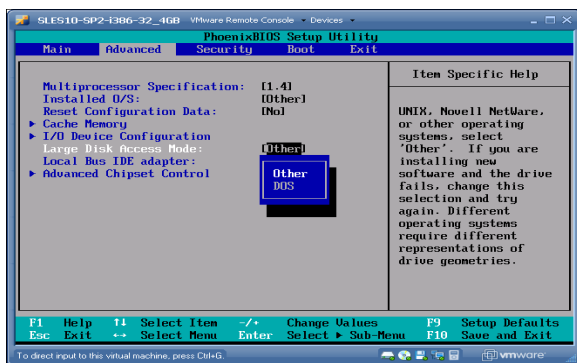 SLES10-SP2-i386-32_4GB VMware Remote Console Devices
PhoenixBIOS Setup Utility
Main Advanced Security Boot Exit
Multiprocessor Specification: [1.4]
Installed O/S: [Other]
Reset Configuration Data: [No]
Cache Memory
I/O Device Configuration
Large Disk Access Mode: [Other]
Local Bus IDE adapter:
Advanced Chipset Control
Other
DOS
Item Specific Help
UNIX, Novell NetWare,
or other operating
systems, select
'Other'. If you are
installing new
software and the drive
fails, change this
selection and try
again. Different
operating systems
require different
representations of
drive geometries.
F1 Help ↑↓ Select Item -/+ Change Values F9 Setup Defaults
Esc Exit ↔ Select Menu Enter Select ▶ Sub-Menu F10 Save and Exit
To direct input to this virtual machine, press Ctrl+G.
vmware